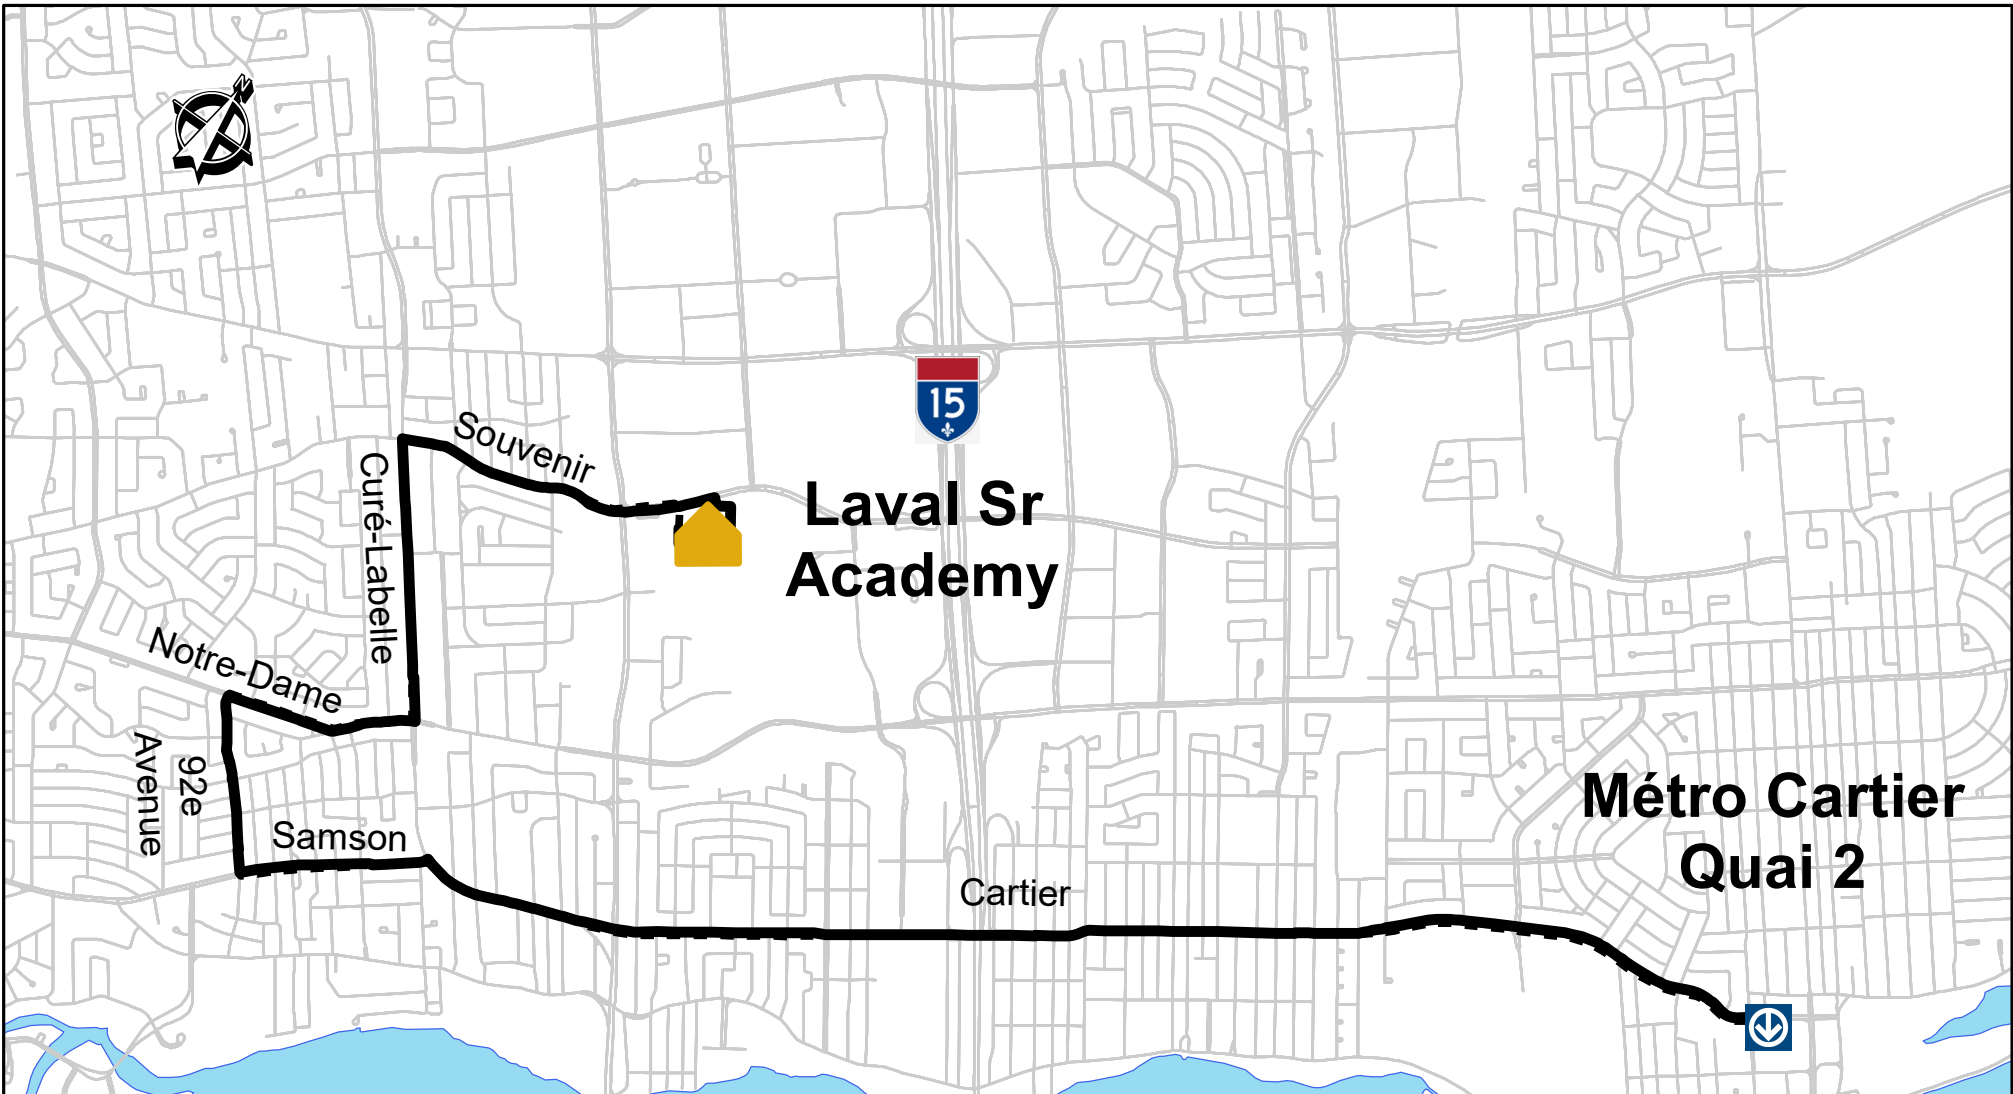 N
15
Souvenir
Curé-Labelle
Laval Sr
Academy
Notre-Dame
92e
Avenue
Samson
Cartier
Métro Cartier
Quai 2